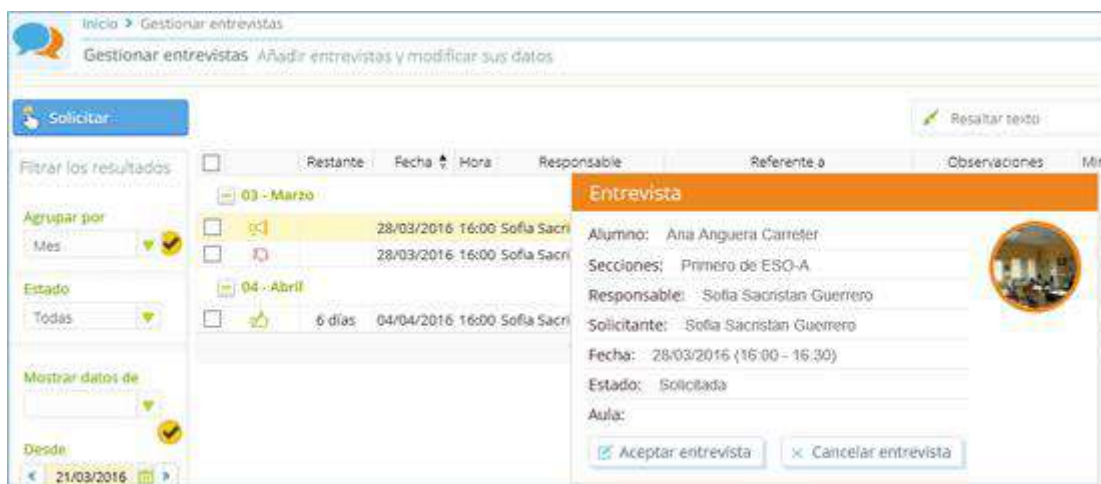 Inicio > Gestionar entrevistas
Gestionar entrevistas Añadir entrevistas y modificar sus datos
Solicitar
Resaltar texto
Filtrar los resultados
Restante Fecha Hora Responsable Referente a Observaciones
03 - Marzo
Agrupar por
Mes
28/03/2016 16:00 Sofia Sacri
28/03/2016 16:00 Sofia Sacri
04 - Abril
Estado
Todas
6 días 04/04/2016 16:00 Sofia Sacri
Mostrar datos de
Desde
21/03/2016
Entrevista
Alumno: Ana Anguera Carreter
Secciones: Primero de ESO-A
Responsable: Sofia Sacristan Guerrero
Solicitante: Sofia Sacristan Guerrero
Fecha: 28/03/2016 (16:00 - 16:30)
Estado: Solicitada
Aula:
Aceptar entrevista
Cancelar entrevista